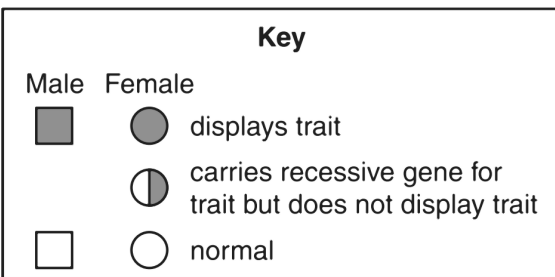 Key
Male Female
displays trait
carries recessive gene for
trait but does not display trait
normal